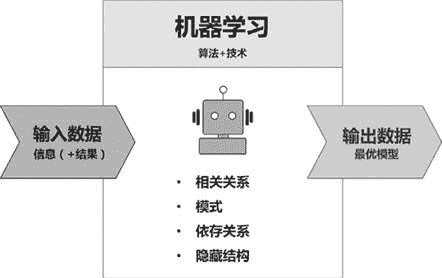 机器学习
算法+技术
输入数据
信息（+结果）
• 相关关系
• 模式
• 依存关系
• 隐藏结构
输出数据
最优模型